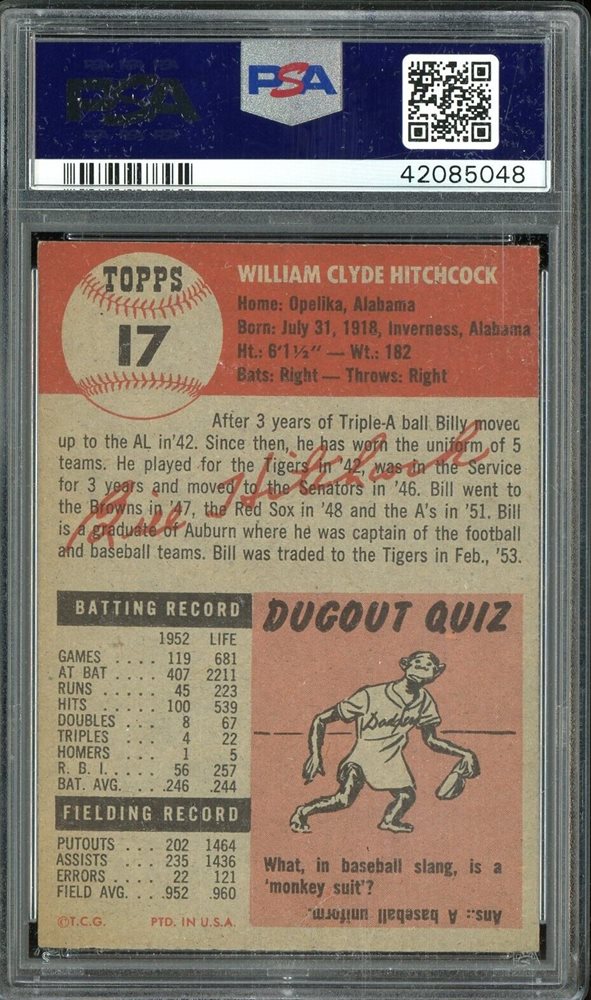 PSA
PSA
42085048
TOPPS
17
WILLIAM CLYDE HITCHCOCK
Home: Opelika, Alabama
Born: July 31, 1918, Inverness, Alabama
Ht.: 6'1½" — Wt.: 182
Bats: Right — Throws: Right
After 3 years of Triple-A ball Billy moved
up to the AL in'42. Since then, he has worn the uniform of 5
teams. He played for the Tigers in '42, was in the Service
for 3 years and moved to the Senators in '46. Bill went to
the Browns in '47, the Red Sox in '48 and the A's in '51. Bill
is a graduate of Auburn where he was captain of the football
and baseball teams. Bill was traded to the Tigers in Feb., '53.
Bill Hitchcock
BATTING RECORD
1952 LIFE
GAMES .... 119 681
AT BAT .... 407 2211
RUNS .... 45 223
HITS .... 100 539
DOUBLES ... 8 67
TRIPLES ... 4 22
HOMERS ... 1 5
R. B. I. .... 56 257
BAT. AVG. ... .246 .244
FIELDING RECORD
PUTOUTS ... 202 1464
ASSISTS ... 235 1436
ERRORS ... 22 121
FIELD AVG. ... .952 .960
©T.C.G. PTD. IN U.S.A.
DUGOUT QUIZ
Dodgers
What, in baseball slang, is a
'monkey suit'?
Ans.: A baseball uniform.